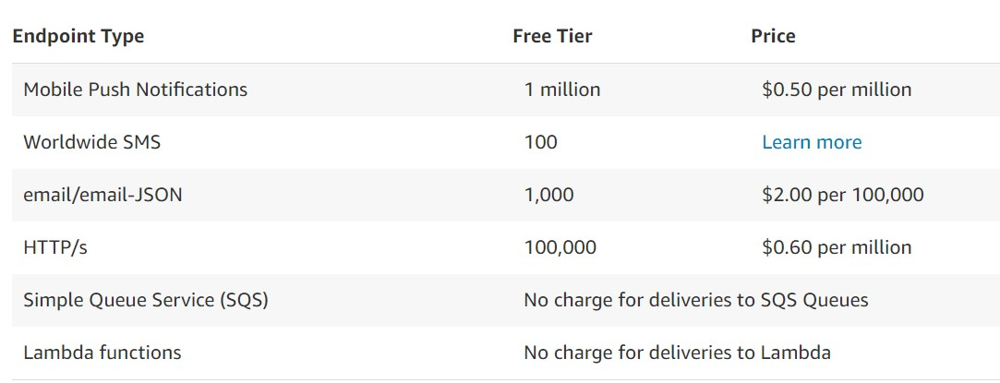 Endpoint Type Free Tier Price
Mobile Push Notifications 1 million $0.50 per million
Worldwide SMS 100 Learn more
email/email-JSON 1,000 $2.00 per 100,000
HTTP/s 100,000 $0.60 per million
Simple Queue Service (SQS) No charge for deliveries to SQS Queues
Lambda functions No charge for deliveries to Lambda